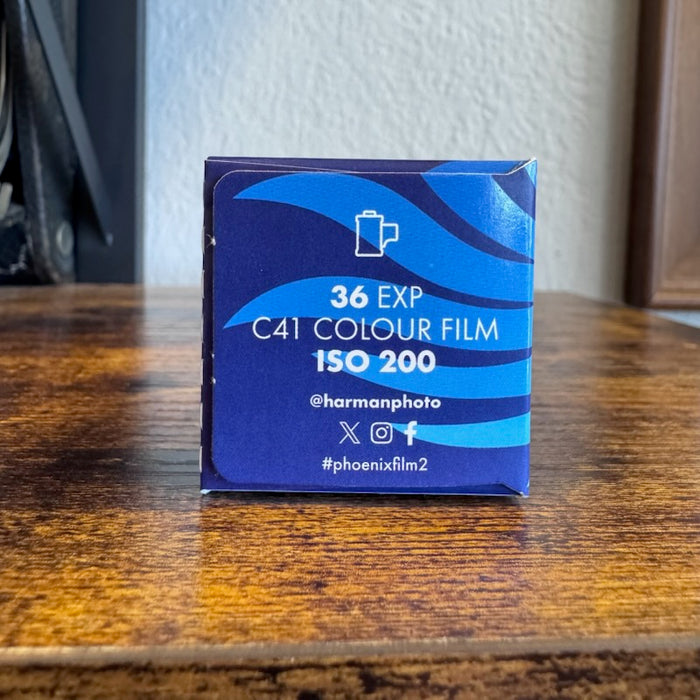 36 EXP
C41 COLOUR FILM
ISO 200
@harmanphoto
#phoenixfilm2